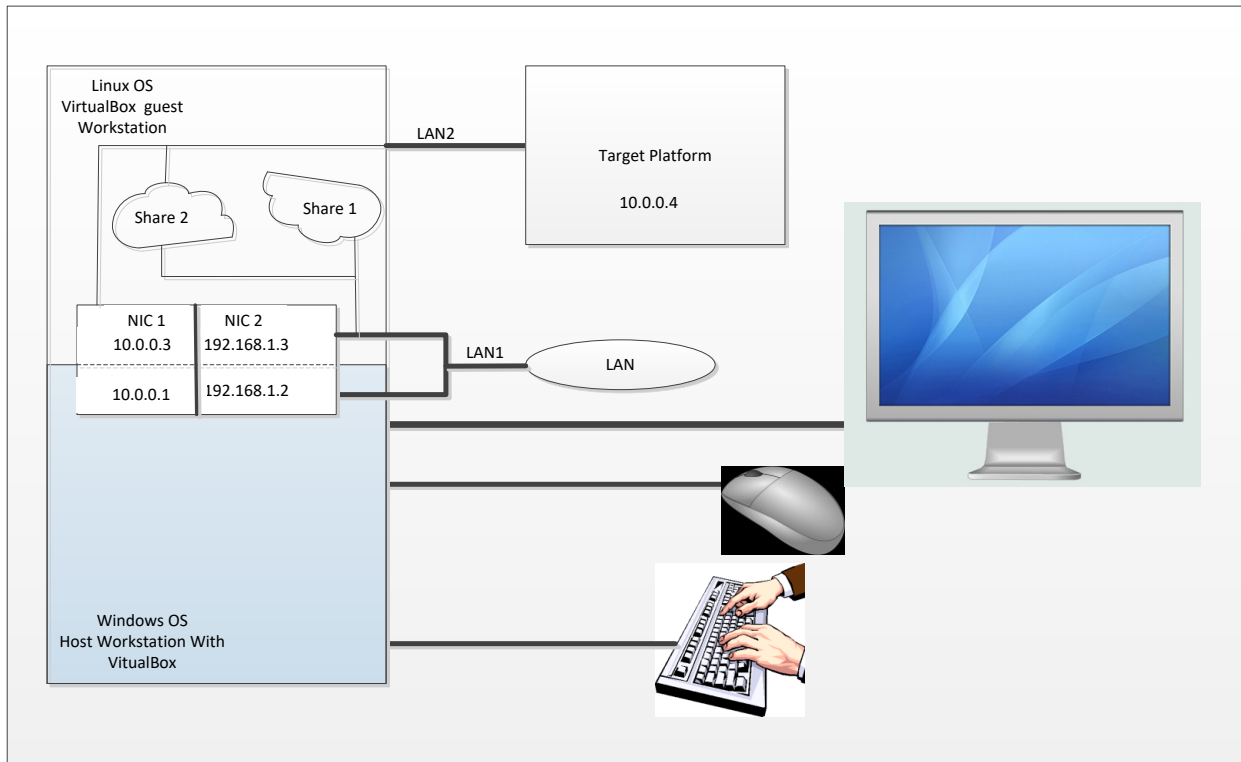 Linux OS
VirtualBox guest
Workstation
LAN2
Target Platform
10.0.0.4
Share 2
Share 1
NIC 1
NIC 2
10.0.0.3
192.168.1.3
LAN1
LAN
10.0.0.1
192.168.1.2
Windows OS
Host Workstation With
VitualBox